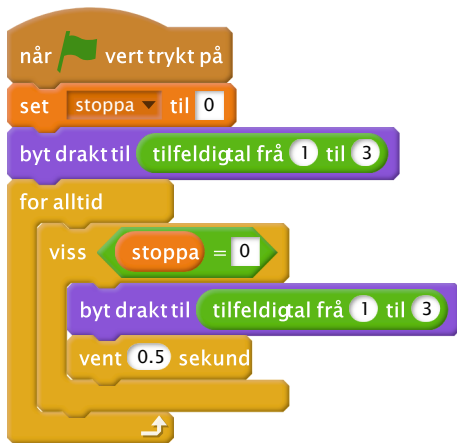 når vert trykt på
set stoppa til 0
byt drakt til tilfeldigtal frå 1 til 3
for alltid
viss stoppa = 0
byt drakt til tilfeldigtal frå 1 til 3
vent 0.5 sekund